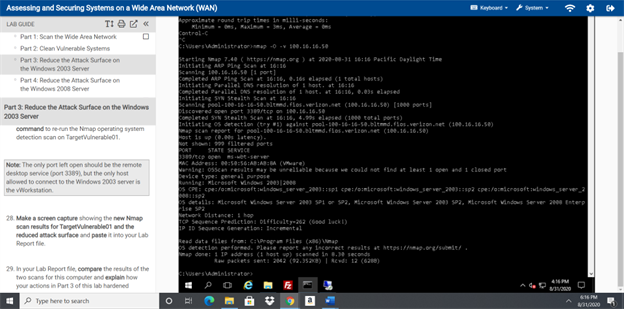 Assessing and Securing Systems on a Wide Area Network (WAN)
Keyboard
System
LAB GUIDE
Part 1: Scan the Wide Area Network
Part 2: Clean Vulnerable Systems
Part 3: Reduce the Attack Surface on
the Windows 2003 Server
Part 4: Reduce the Attack Surface on
the Windows 2008 Server
Part 3: Reduce the Attack Surface on the Windows
2003 Server
command to re-run the Nmap operating system
detection scan on TargetVulnerable01.
Note: The only port left open should be the remote
desktop service (port 3389), but the only host
allowed to connect to the Windows 2003 server is
the vWorkstation.
28. Make a screen capture showing the new Nmap
scan results for TargetVulnerable01 and the
reduced attack surface and paste it into your Lab
Report file.
29. In your Lab Report file, compare the results of the
two scans for this computer and explain how
your actions in Part 3 of this lab hardened
Approximate round trip times in milli-seconds:
Minimum = 0ms, Maximum = 3ms, Average = 0ms
Control-C
^C
C:\Users\Administrator>nmap -O -v 100.16.16.50
Starting Nmap 7.40 ( https://nmap.org ) at 2020-08-31 16:16 Pacific Daylight Time
Initiating ARP Ping Scan at 16:16
Scanning 100.16.16.50 [1 port]
Completed ARP Ping Scan at 16:16, 0.16s elapsed (1 total hosts)
Initiating Parallel DNS resolution of 1 host. at 16:16
Completed Parallel DNS resolution of 1 host. at 16:16, 0.03s elapsed
Initiating SYN Stealth Scan at 16:16
Scanning pool-100-16-16-50.bltmmd.fios.verizon.net (100.16.16.50) [1000 ports]
Discovered open port 3389/tcp on 100.16.16.50
Completed SYN Stealth Scan at 16:16, 4.99s elapsed (1000 total ports)
Initiating OS detection (try #1) against pool-100-16-16-50.bltmmd.fios.verizon.net (100.16.16.50)
Nmap scan report for pool-100-16-16-50.bltmmd.fios.verizon.net (100.16.16.50)
Host is up (0.00s latency).
Not shown: 999 filtered ports
PORT STATE SERVICE
3389/tcp open ms-wbt-server
MAC Address: 00:50:56:AB:AB:0A (VMware)
Warning: OSScan results may be unreliable because we could not find at least 1 open and 1 closed port
Device type: general purpose
Running: Microsoft Windows 2003|2008
OS CPE: cpe:/o:microsoft:windows_server_2003::sp1 cpe:/o:microsoft:windows_server_2003::sp2 cpe:/o:microsoft:windows_server_2
008::sp2
OS details: Microsoft Windows Server 2003 SP1 or SP2, Microsoft Windows Server 2003 SP2, Microsoft Windows Server 2008 Enterp
rise SP2
Network Distance: 1 hop
TCP Sequence Prediction: Difficulty=262 (Good luck!)
IP ID Sequence Generation: Incremental
Read data files from: C:\Program Files (x86)\Nmap
OS detection performed. Please report any incorrect results at https://nmap.org/submit/ .
Nmap done: 1 IP address (1 host up) scanned in 8.30 seconds
Raw packets sent: 2042 (92.352KB) | Rcvd: 12 (620B)
C:\Users\Administrator>
4:16 PM
8/31/2020
Type here to search
4:16 PM
8/31/2020